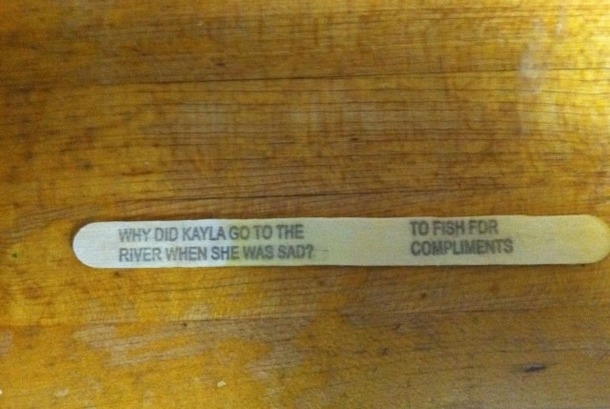 WHY DID KAYLA GO TO THE
RIVER WHEN SHE WAS SAD?
TO FISH FOR
COMPLIMENTS